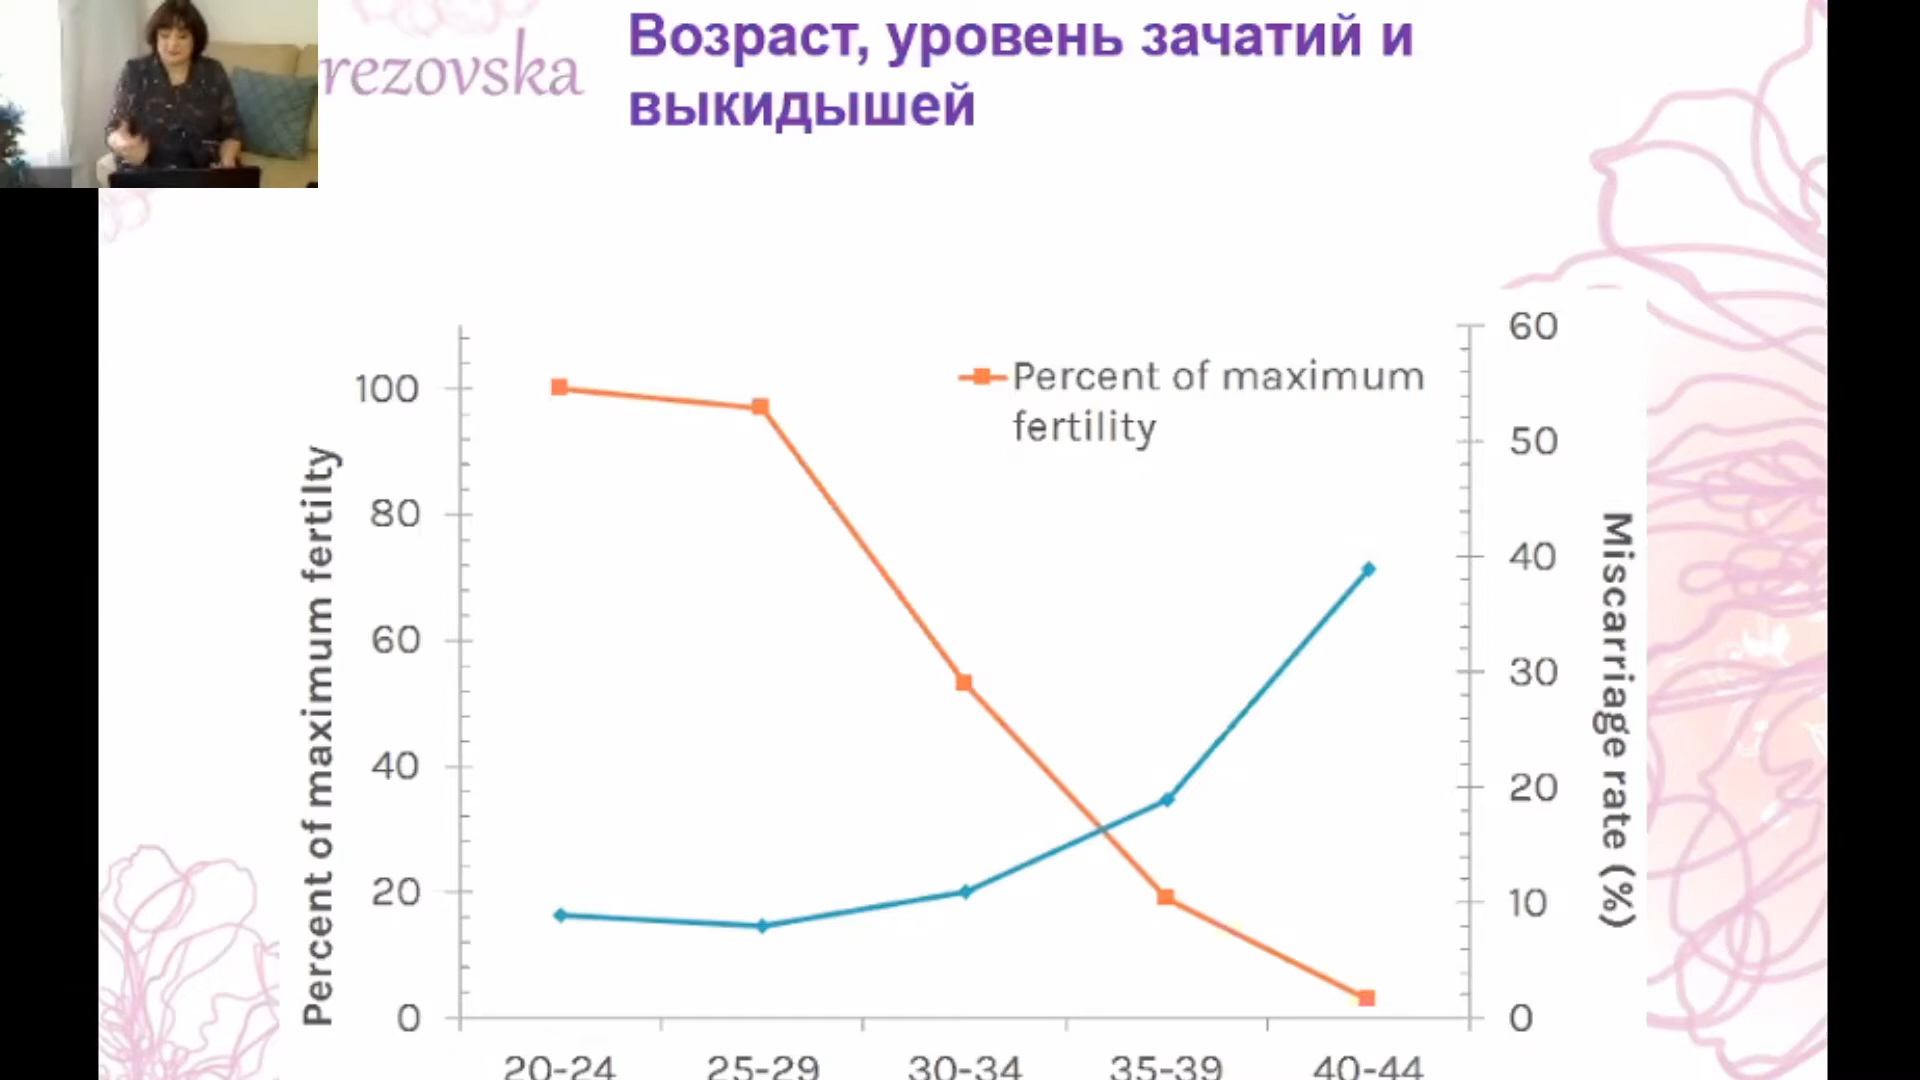 rezovska
Возраст, уровень зачатий и
выкидышей
Percent of maximum
fertility
Percent of maximum fertilty
100
80
60
40
20
0
60
50
40
30
20
10
0
Miscarriage rate (%)
20-24 25-29 30-34 35-39 40-44